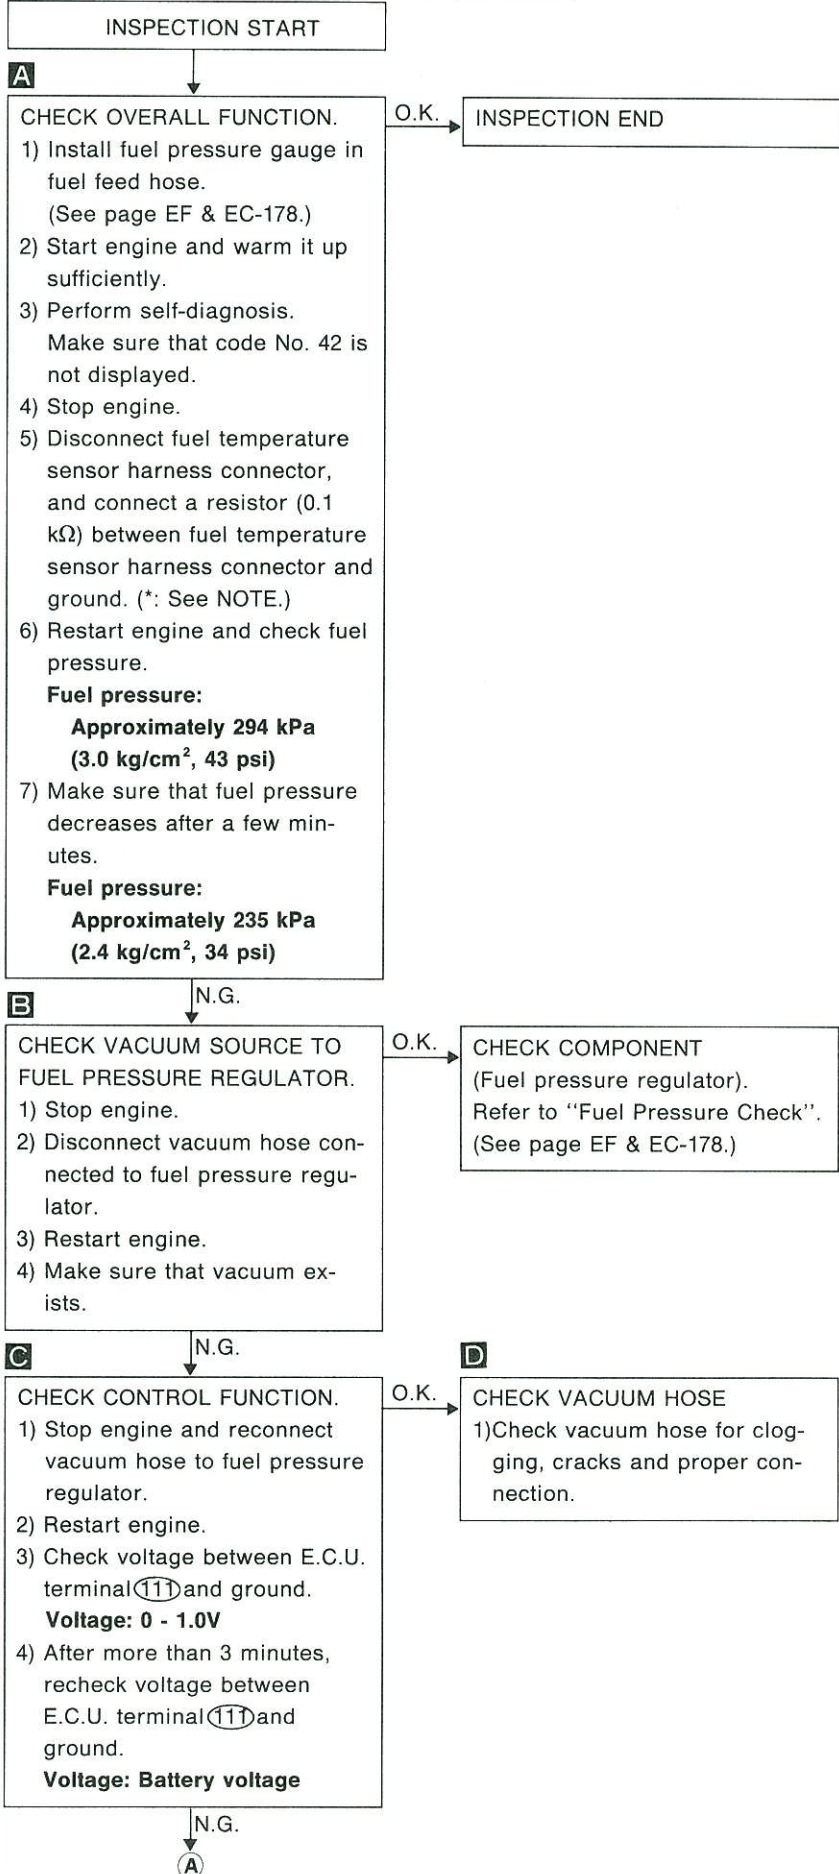 INSPECTION START
A
CHECK OVERALL FUNCTION.
1) Install fuel pressure gauge in
fuel feed hose.
(See page EF & EC-178.)
2) Start engine and warm it up
sufficiently.
3) Perform self-diagnosis.
Make sure that code No. 42 is
not displayed.
4) Stop engine.
5) Disconnect fuel temperature
sensor harness connector,
and connect a resistor (0.1
kΩ) between fuel temperature
sensor harness connector and
ground. (*: See NOTE.)
6) Restart engine and check fuel
pressure.
Fuel pressure:
Approximately 294 kPa
(3.0 kg/cm², 43 psi)
7) Make sure that fuel pressure
decreases after a few min-
utes.
Fuel pressure:
Approximately 235 kPa
(2.4 kg/cm², 34 psi)
O.K.
INSPECTION END
N.G.
B
CHECK VACUUM SOURCE TO
FUEL PRESSURE REGULATOR.
1) Stop engine.
2) Disconnect vacuum hose con-
nected to fuel pressure regu-
lator.
3) Restart engine.
4) Make sure that vacuum ex-
ists.
O.K.
CHECK COMPONENT
(Fuel pressure regulator).
Refer to “Fuel Pressure Check”.
(See page EF & EC-178.)
N.G.
C
CHECK CONTROL FUNCTION.
1) Stop engine and reconnect
vacuum hose to fuel pressure
regulator.
2) Restart engine.
3) Check voltage between E.C.U.
terminal 111 and ground.
Voltage: 0 - 1.0V
4) After more than 3 minutes,
recheck voltage between
E.C.U. terminal 111 and
ground.
Voltage: Battery voltage
O.K.
D
CHECK VACUUM HOSE
1)Check vacuum hose for clog-
ging, cracks and proper con-
nection.
N.G.
A